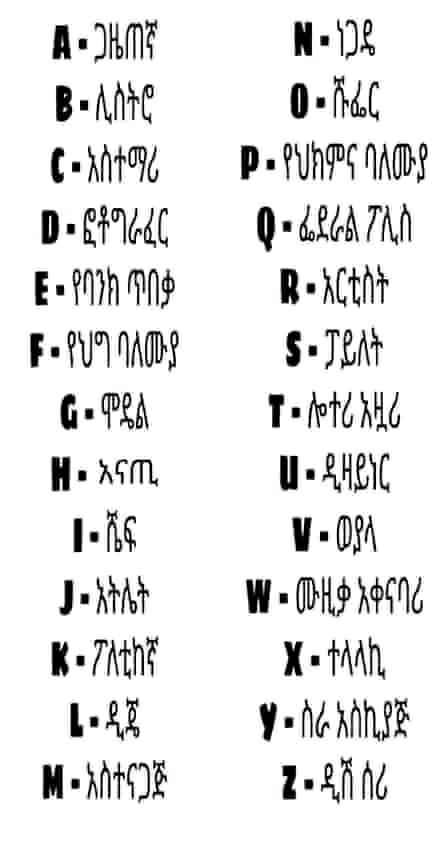 A - ጋዜጠኛ
B - ሊስትሮ
C - አስተማሪ
D - ፎቶግራፈር
E - የባንክ ጥበቃ
F - የህግ ባለሙያ
G - ሞዴል
H - አናጢ
I - ሼፍ
J - አትሌት
K - ፖለቲከኛ
L - ዲጄ
M - አስተናጋጅ
N - ነጋዴ
O - ሹፌር
P - የህክምና ባለሙያ
Q - ፌደራል ፖሊስ
R - አርቲስት
S - ፓይለት
T - ሎተሪ አዟሪ
U - ዲዛይነር
V - ወያላ
W - ሙዚቃ አቀናባሪ
X - ተላላኪ
Y - ስራ አስኪያጅ
Z - ዲሽ ሰሪ